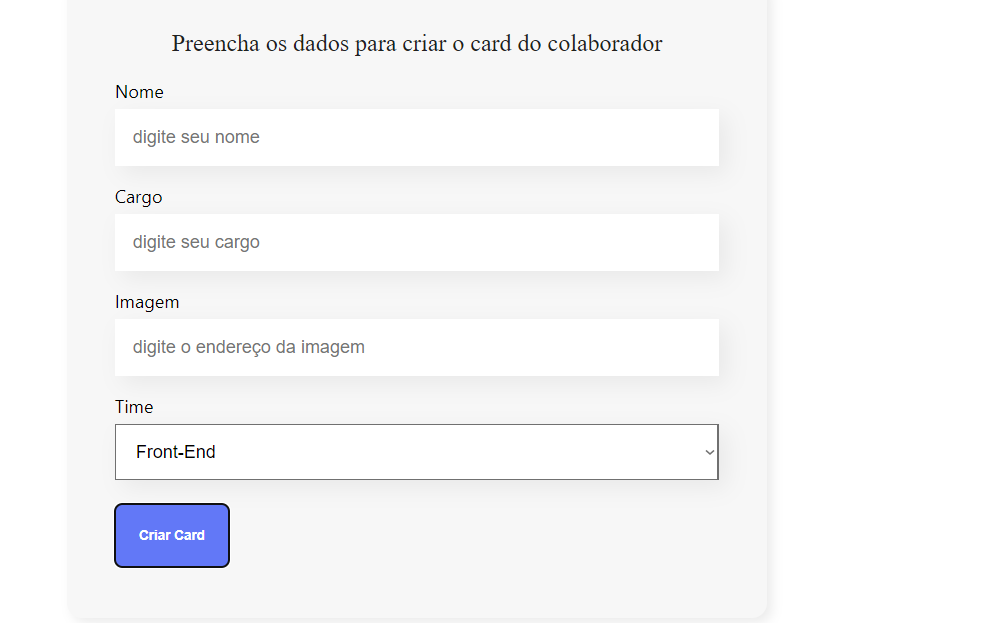 Preencha os dados para criar o card do colaborador
Nome
digite seu nome
Cargo
digite seu cargo
Imagem
digite o endereço da imagem
Time
Front-End
Criar Card